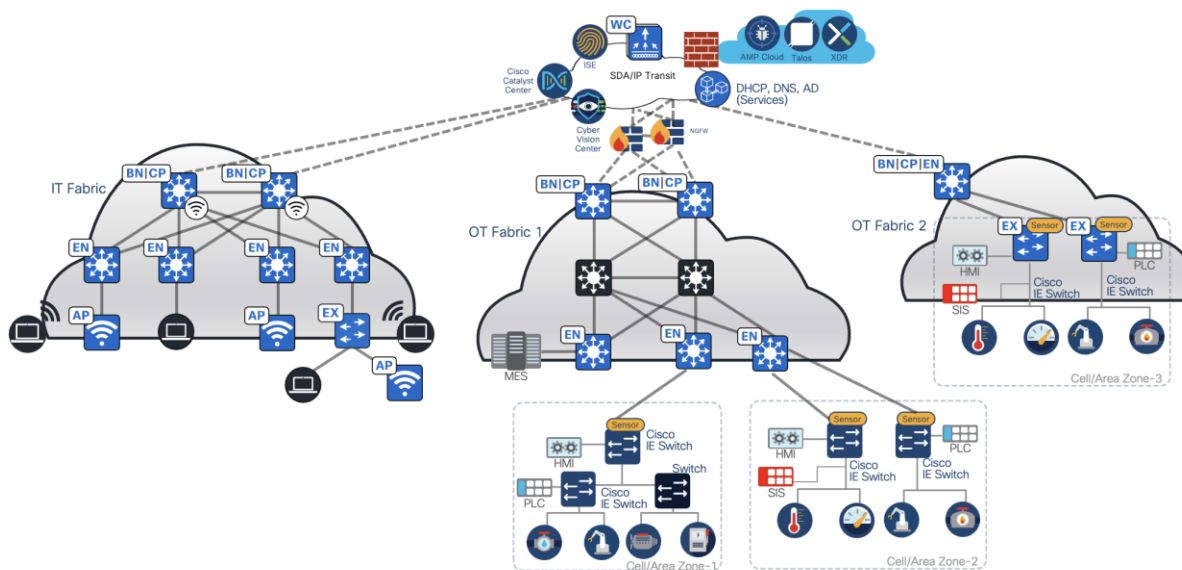 WC
ISE
SDA/IP Transit
AMP Cloud
Talos
XDR
Cisco
Catalyst
Center
DHCP, DNS, AD
(Services)
Cyber
Vision
Center
NGFW
IT Fabric
BN|CP
BN|CP
EN
EN
EN
EN
AP
AP
EX
AP
OT Fabric 1
BN|CP
BN|CP
EN
EN
EN
MES
Sensor
Cisco
IE Switch
HMI
PLC
Cisco
IE Switch
Switch
Cell/Area Zone-1
Sensor
Sensor
HMI
PLC
Cisco
IE Switch
Cisco
IE Switch
SIS
Cell/Area Zone-2
BN|CP|EN
OT Fabric 2
EX
Sensor
EX
Sensor
HMI
PLC
Cisco
IE Switch
Cisco
IE Switch
SIS
Cell/Area Zone-3